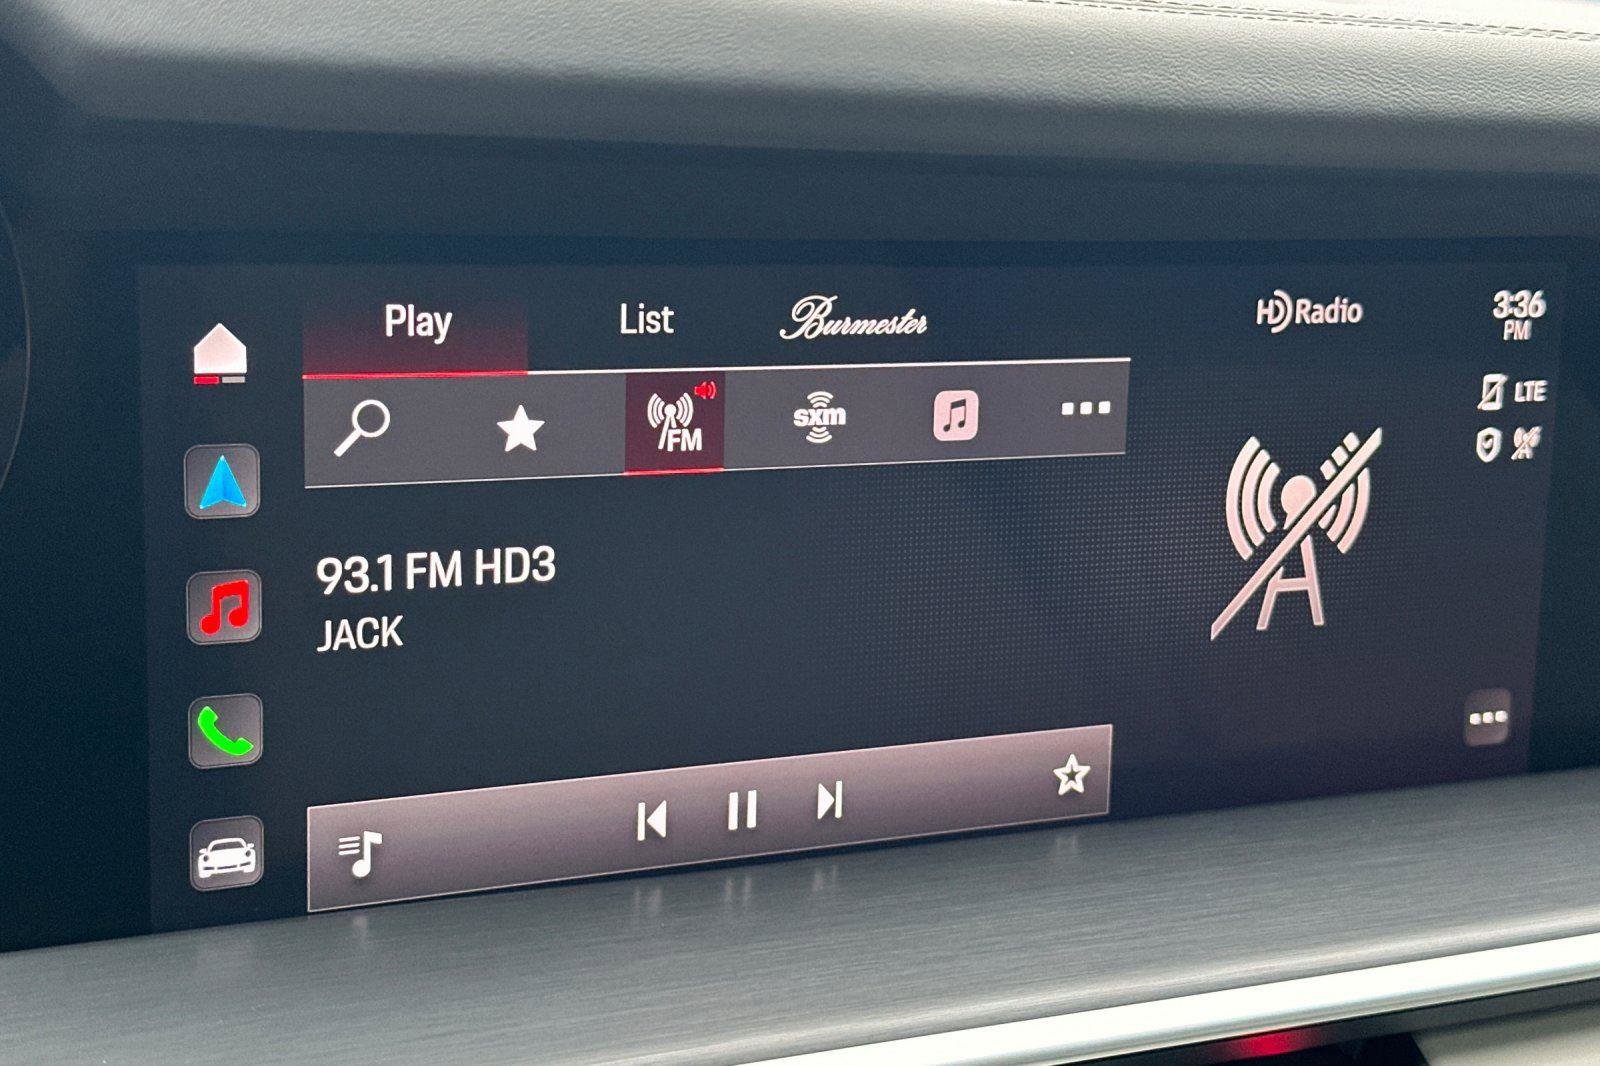 Play
List
Burmester
HD Radio
3:36
PM
LTE
FM
sxm
93.1 FM HD3
JACK